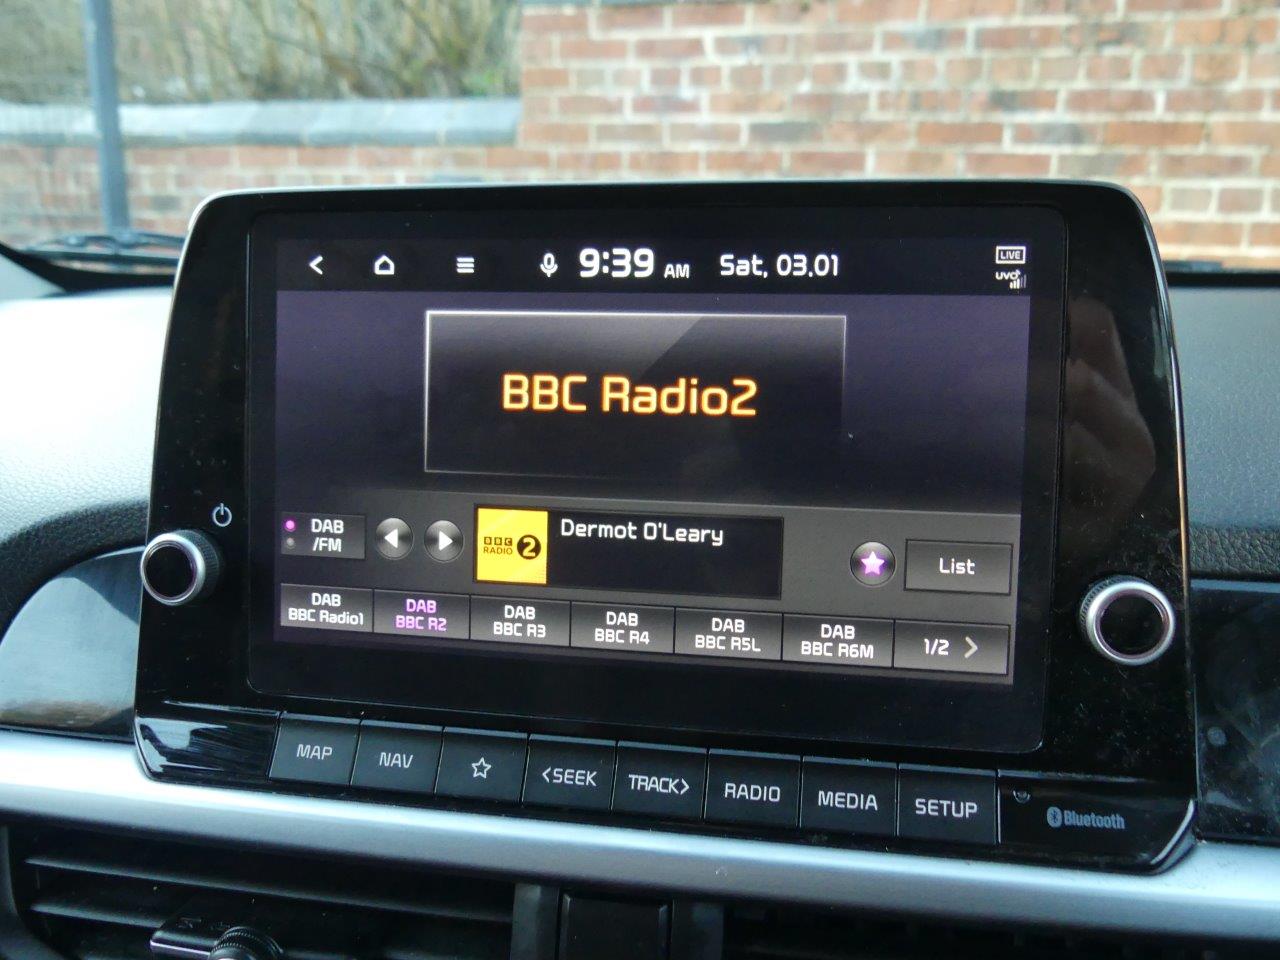 9:39 AM Sat, 03.01
LIVE
UVO
BBC Radio2
DAB
/FM
BBC
RADIO 2
Dermot O'Leary
List
DAB
BBC Radio1
DAB
BBC R2
DAB
BBC R3
DAB
BBC R4
DAB
BBC R5L
DAB
BBC R6M
1/2 >
MAP
NAV
<SEEK
TRACK>
RADIO
MEDIA
SETUP
Bluetooth